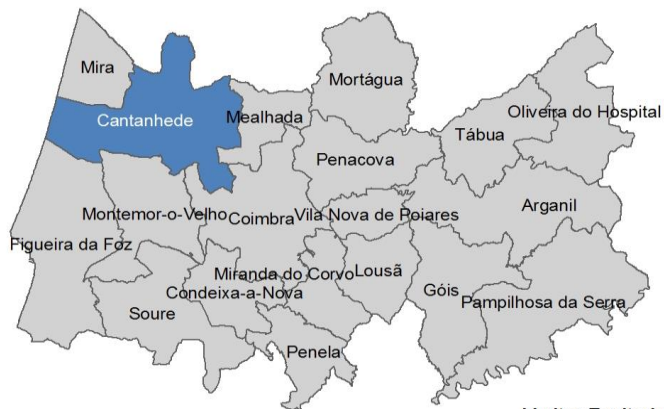 Mira
Mortágua
Cantanhede
Mealhada
Oliveira do Hospital
Tábua
Penacova
Montemor-o-Velho
Coimbra
Vila Nova de Poiares
Arganil
Figueira da Foz
Miranda do Corvo
Lousã
Condeixa-a-Nova
Góis
Pampilhosa da Serra
Soure
Penela